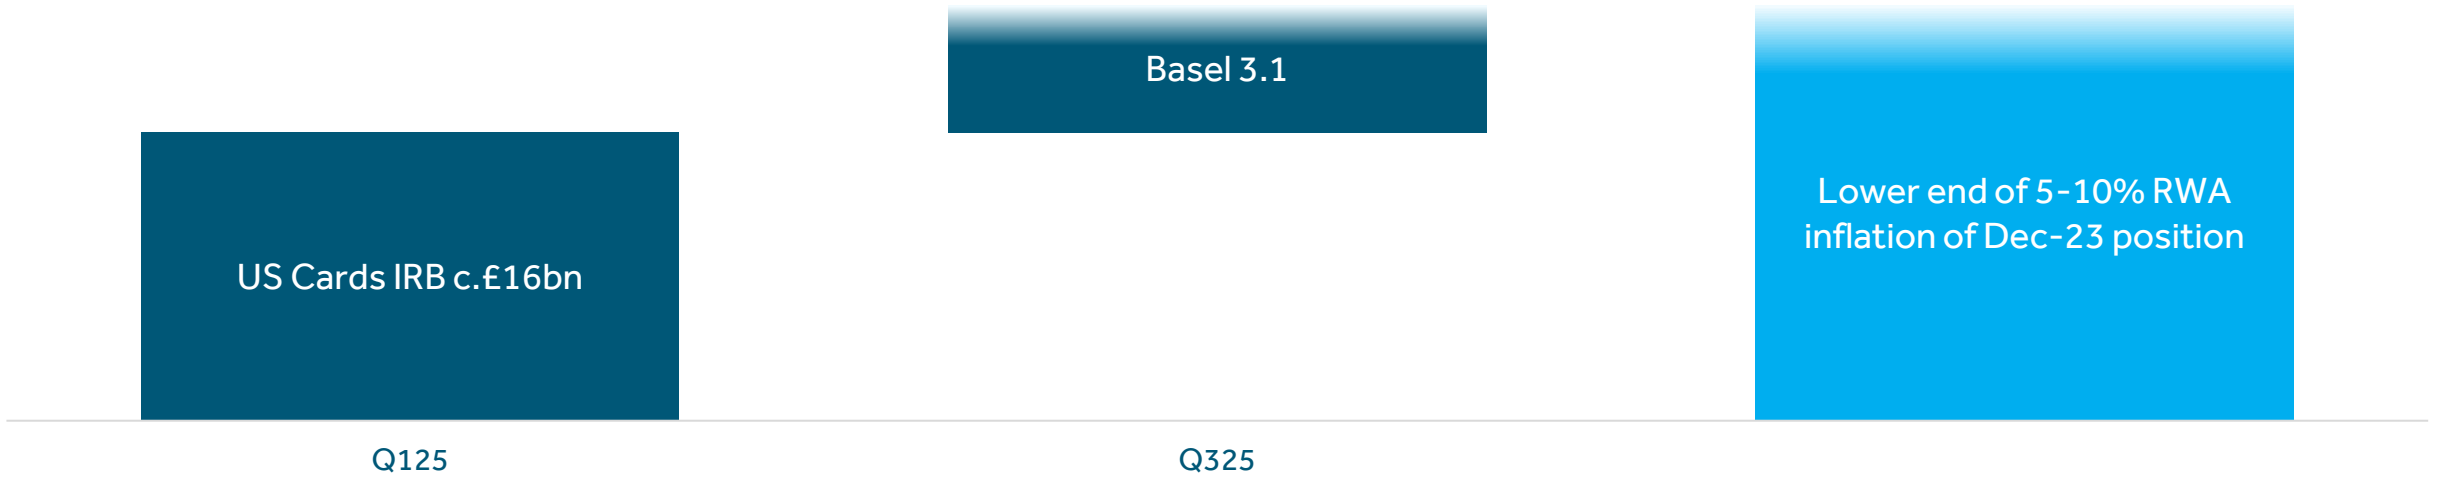 Basel 3.1
Lower end of 5-10% RWA
inflation of Dec-23 position
US Cards IRB c.£16bn
Q125
Q325